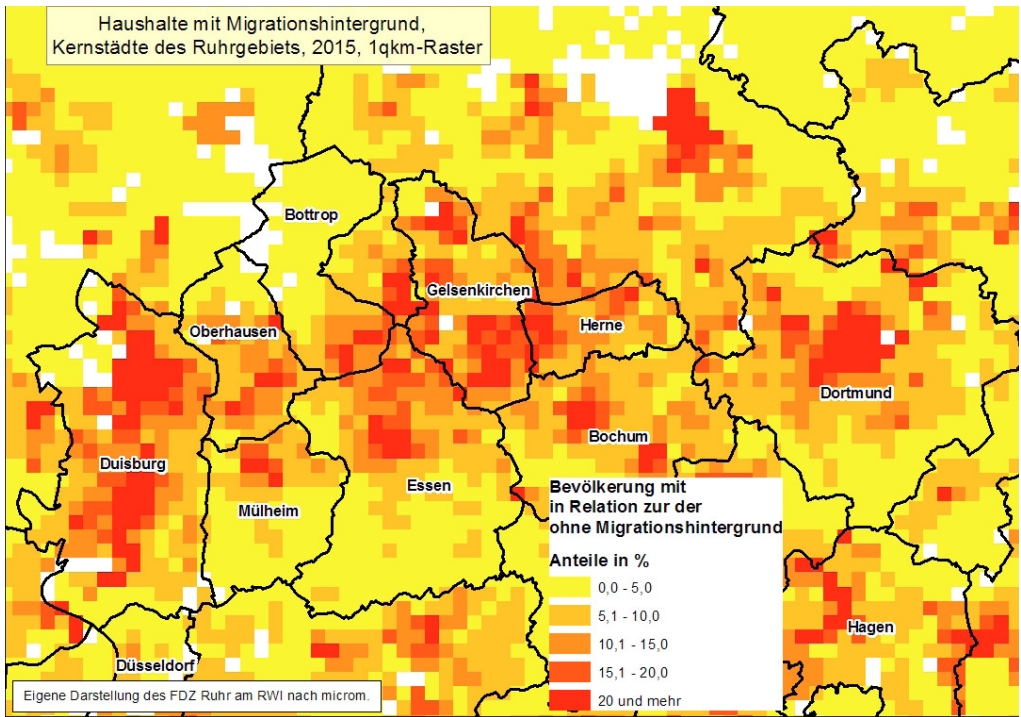 Haushalte mit Migrationshintergrund,
Kernstädte des Ruhrgebiets, 2015, 1qkm-Raster
Bottrop
Gelsenkirchen
Oberhausen
Herne
Dortmund
Bochum
Duisburg
Essen
Mülheim
Hagen
Düsseldorf
Bevölkerung mit
in Relation zur der
ohne Migrationshintergrund
Anteile in %
0,0 - 5,0
5,1 - 10,0
10,1 - 15,0
15,1 - 20,0
20 und mehr
Eigene Darstellung des FDZ Ruhr am RWI nach microm.